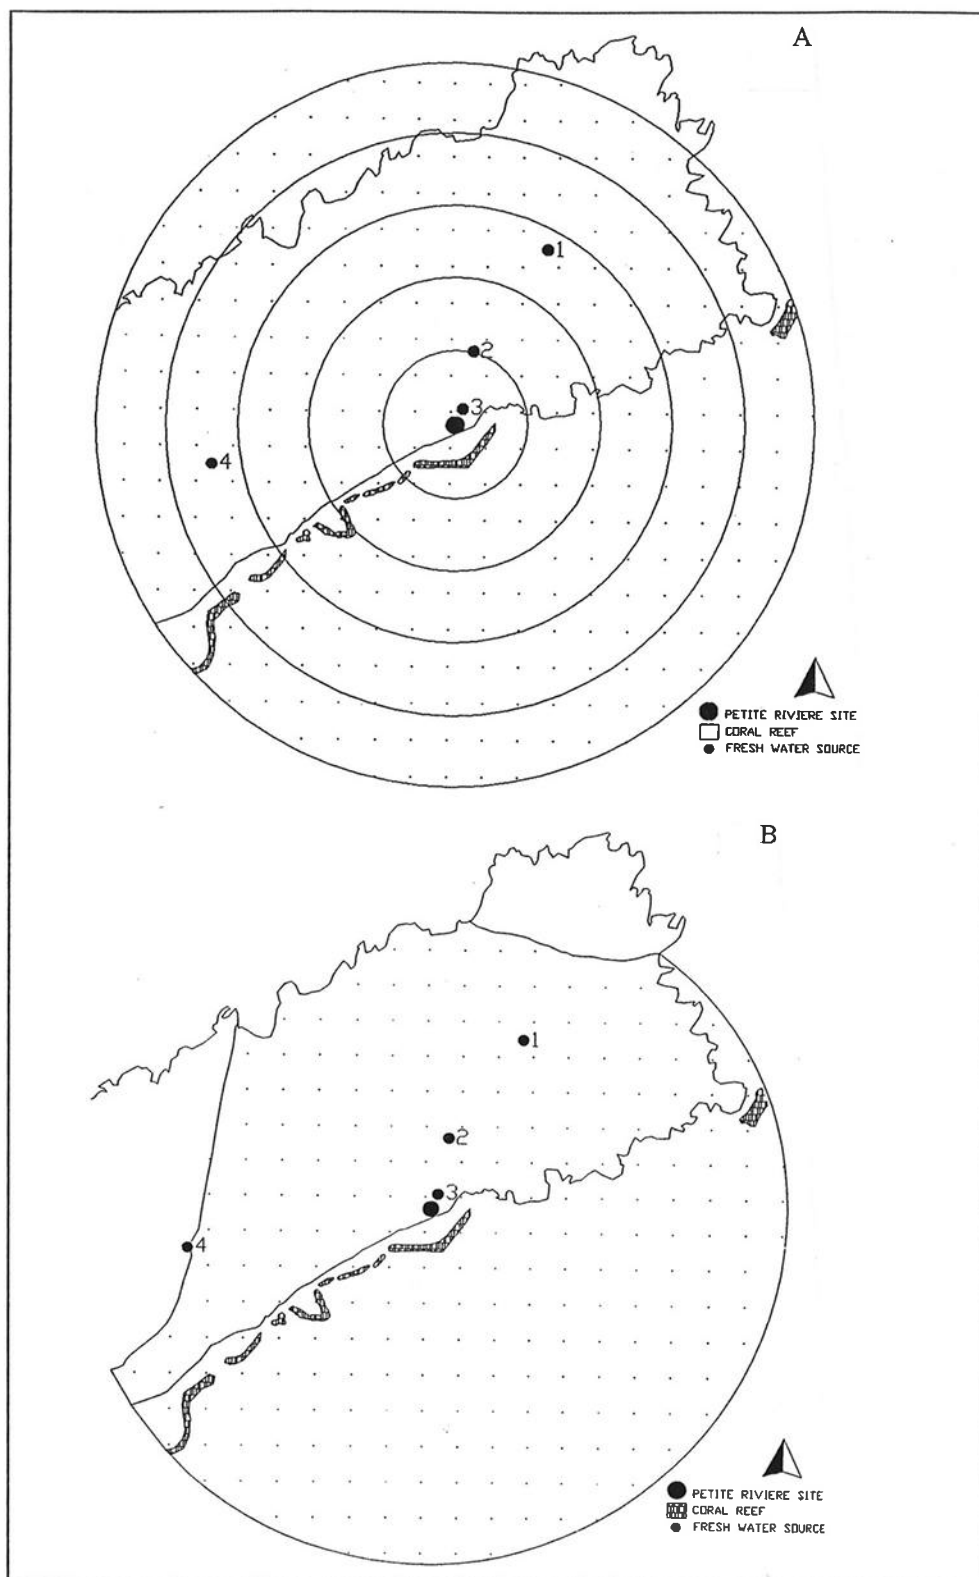 A
1
2
3
4
PETITE RIVIERE SITE
CORAL REEF
FRESH WATER SOURCE
B
1
2
3
4
PETITE RIVIERE SITE
CORAL REEF
FRESH WATER SOURCE